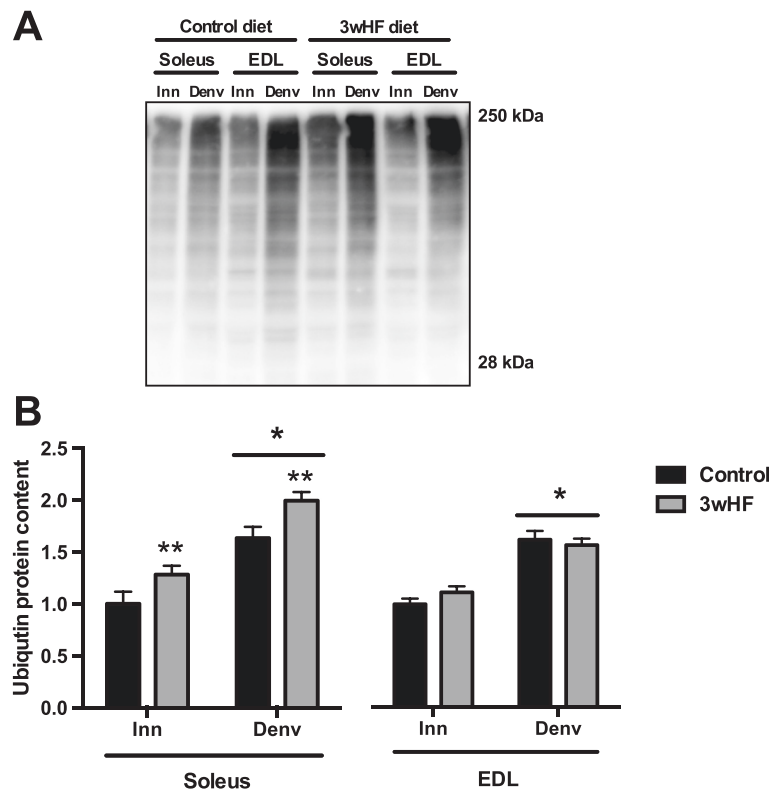 A
Control diet 3wHF diet
Soleus EDL Soleus EDL
Inn Denv Inn Denv Inn Denv Inn Denv
250 kDa
28 kDa
B
Ubiqutin protein content
2.5
2.0
1.5
1.0
0.5
0.0
*
**
**
*
Control
3wHF
Inn Denv Inn Denv
Soleus EDL